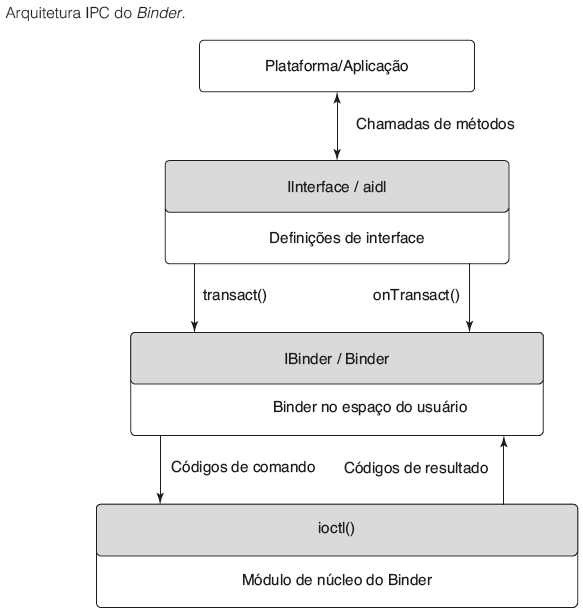 Arquitetura IPC do Binder.
Plataforma/Aplicação
Chamadas de métodos
IInterface / aidl
Definições de interface
transact()
onTransact()
IBinder / Binder
Binder no espaço do usuário
Códigos de comando
Códigos de resultado
ioctl()
Módulo de núcleo do Binder